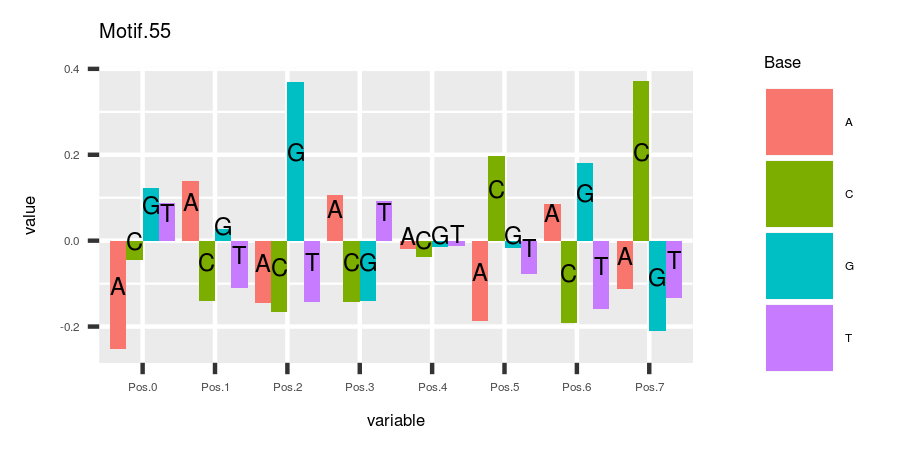 Motif.55
value
0.4
0.2
0.0
-0.2
A C G T
A C G T
A C G T
A C G T
A C G T
A C G T
A C G T
A C G T
Pos.0 Pos.1 Pos.2 Pos.3 Pos.4 Pos.5 Pos.6 Pos.7
variable
Base
A
C
G
T